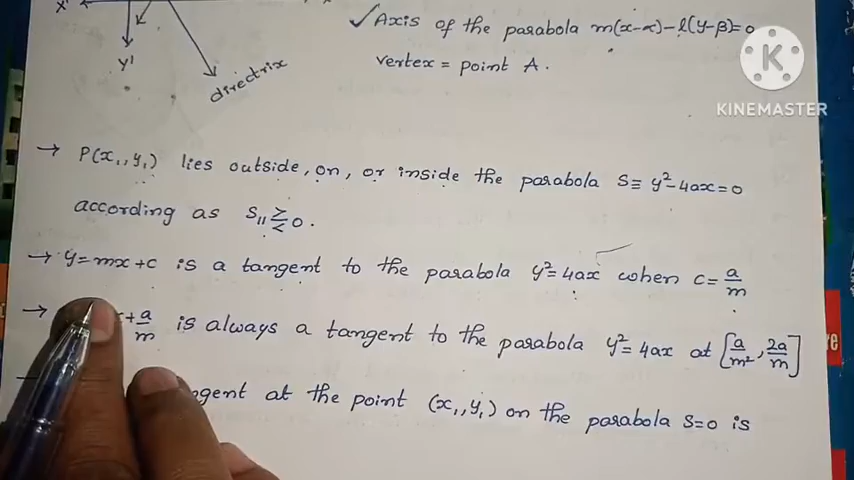 X'
✓Axis of the parabola m(x-α)-l(y-β)=0
Y'
directrix
vertex = point A.
KINEMASTER
→ P(x₁,y₁) lies outside, on, or inside the parabola S≡ y²-4ax=0
according as S₁₁ ⋛ 0.
→ y=mx+c is a tangent to the parabola y²=4ax when c=a/m
→ +a/m is always a tangent to the parabola y²=4ax at [a/m², 2a/m]
at the point (x₁,y₁) on the parabola S=0 is